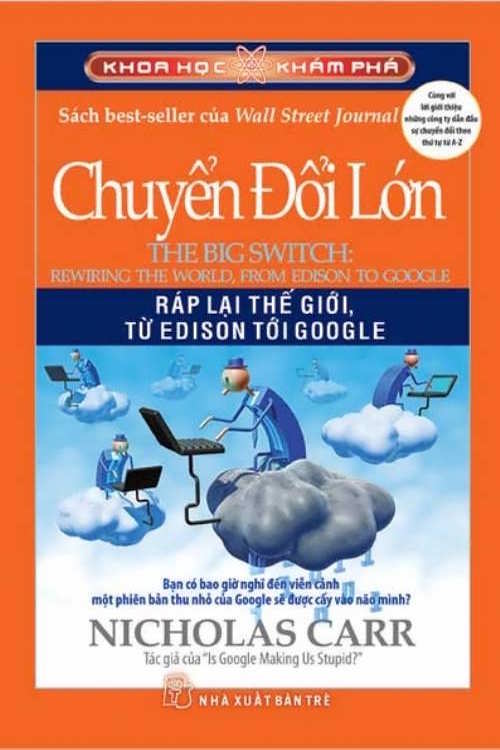 KHOA HỌC KHÁM PHÁ
Sách best-seller của Wall Street Journal
Cùng với
lời giới thiệu
những công ty dẫn đầu
sự chuyển đổi theo
thứ tự từ A-Z
Chuyển Đổi Lớn
THE BIG SWITCH:
REWIRING THE WORLD, FROM EDISON TO GOOGLE
RÁP LẠI THẾ GIỚI,
TỪ EDISON TỚI GOOGLE
Bạn có bao giờ nghĩ đến viễn cảnh
một phiên bản thu nhỏ của Google sẽ được cấy vào não mình?
NICHOLAS CARR
Tác giả của "Is Google Making Us Stupid?"
NHÀ XUẤT BẢN TRẺ